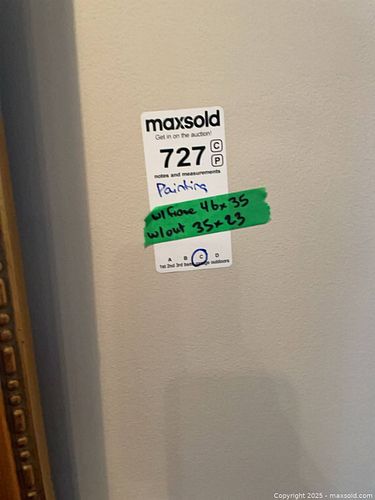 maxsold
Get in on the auction!
727 C P
notes and measurements
Painting
w/ Frame 46x35
w/out 35x23
A B C D
1st 2nd 3rd garage outdoors
Copyright © 2025 - maxsold.com